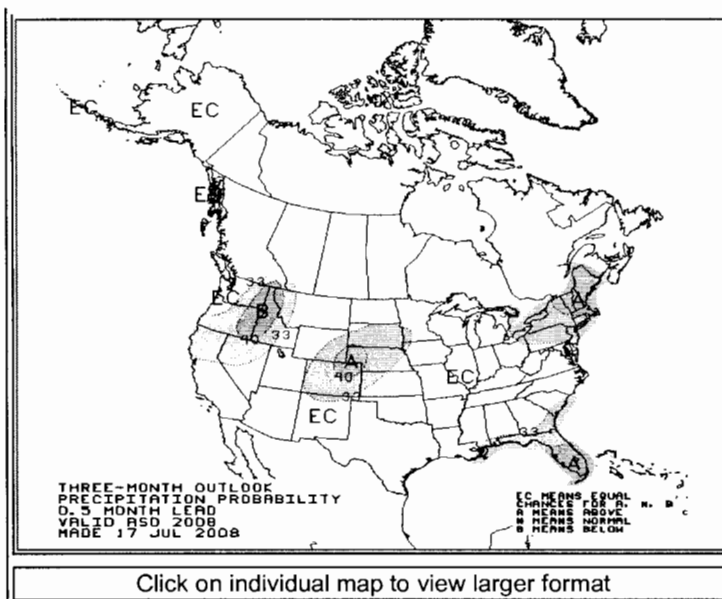 EC
EC
33
EC
B
A
40
33
A
40
EC
33
EC
33
A
THREE-MONTH OUTLOOK
PRECIPITATION PROBABILITY
0.5 MONTH LEAD
VALID ASO 2008
MADE 17 JUL 2008
EC MEANS EQUAL
CHANCES FOR A, N, B
A MEANS ABOVE
N MEANS NORMAL
B MEANS BELOW
Click on individual map to view larger format